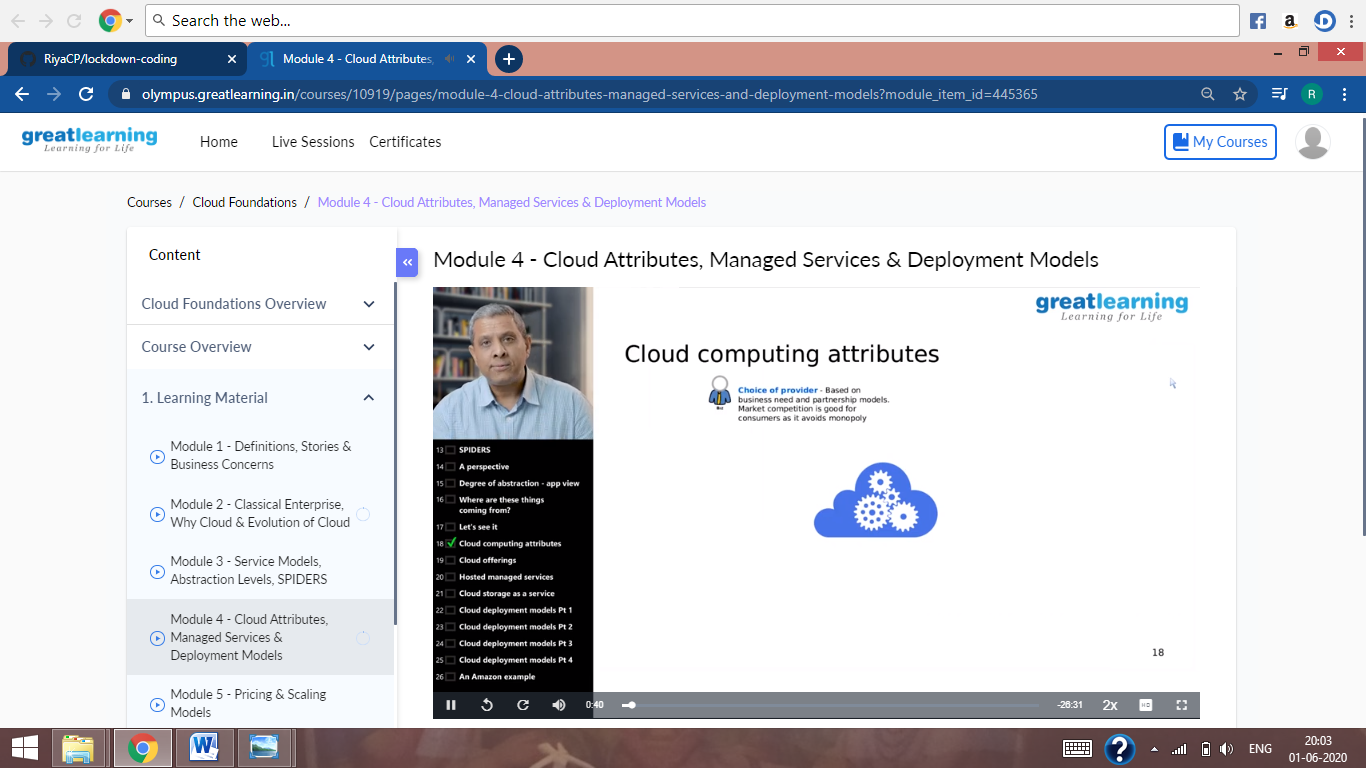 Search the web...
RiyaCP/lockdown-coding
Module 4 - Cloud Attributes,
olympus.greatlearning.in/courses/10919/pages/module-4-cloud-attributes-managed-services-and-deployment-models?module_item_id=445365
R
greatlearning
Learning for Life
Home
Live Sessions
Certificates
My Courses
Courses / Cloud Foundations / Module 4 - Cloud Attributes, Managed Services & Deployment Models
Content
Cloud Foundations Overview
Course Overview
1. Learning Material
Module 1 - Definitions, Stories &
Business Concerns
Module 2 - Classical Enterprise,
Why Cloud & Evolution of Cloud
Module 3 - Service Models,
Abstraction Levels, SPIDERS
Module 4 - Cloud Attributes,
Managed Services &
Deployment Models
Module 5 - Pricing & Scaling
Models
Module 4 - Cloud Attributes, Managed Services & Deployment Models
greatlearning
Learning for Life
Cloud computing attributes
Choice of provider - Based on
business need and partnership models.
Market competition is good for
consumers as it avoids monopoly
13 SPIDERS
14 A perspective
15 Degree of abstraction - app view
16 Where are these things
coming from?
17 Let's see it
18 Cloud computing attributes
19 Cloud offerings
20 Hosted managed services
21 Cloud storage as a service
22 Cloud deployment models Pt 1
23 Cloud deployment models Pt 2
24 Cloud deployment models Pt 3
25 Cloud deployment models Pt 4
26 An Amazon example
18
0:40
-26:31
2x
ENG
20:03
01-06-2020